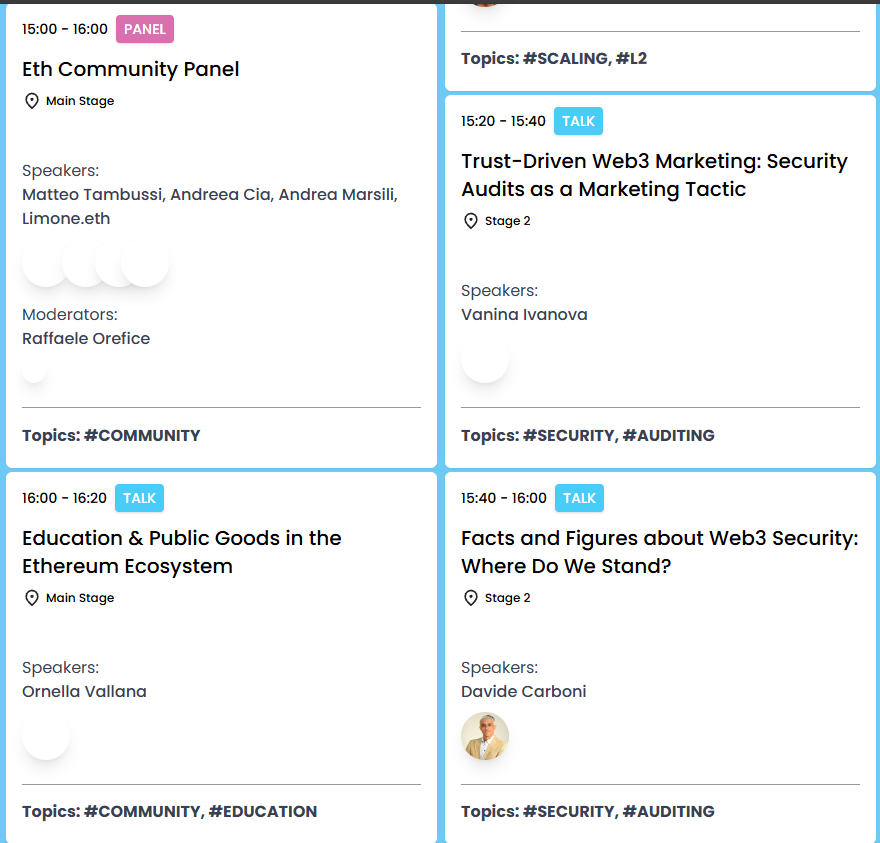 15:00 - 16:00 PANEL
Eth Community Panel
Main Stage
Speakers:
Matteo Tambussi, Andreea Cia, Andrea Marsili,
Limone.eth
Moderators:
Raffaele Orefice
Topics: #COMMUNITY
16:00 - 16:20 TALK
Education & Public Goods in the
Ethereum Ecosystem
Main Stage
Speakers:
Ornella Vallana
Topics: #COMMUNITY, #EDUCATION
Topics: #SCALING, #L2
15:20 - 15:40 TALK
Trust-Driven Web3 Marketing: Security
Audits as a Marketing Tactic
Stage 2
Speakers:
Vanina Ivanova
Topics: #SECURITY, #AUDITING
15:40 - 16:00 TALK
Facts and Figures about Web3 Security:
Where Do We Stand?
Stage 2
Speakers:
Davide Carboni
Topics: #SECURITY, #AUDITING